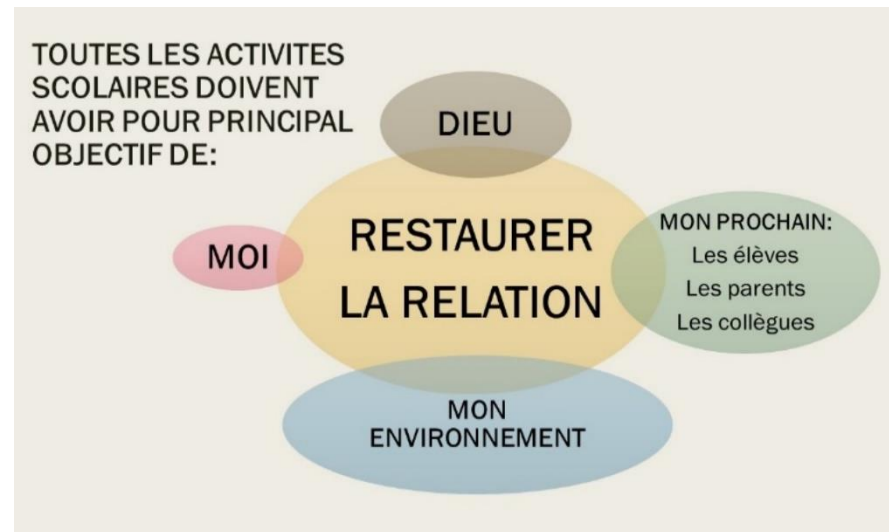 TOUTES LES ACTIVITES
SCOLAIRES DOIVENT
AVOIR POUR PRINCIPAL
OBJECTIF DE:
DIEU
RESTAURER
LA RELATION
MOI
MON PROCHAIN:
Les élèves
Les parents
Les collègues
MON
ENVIRONNEMENT